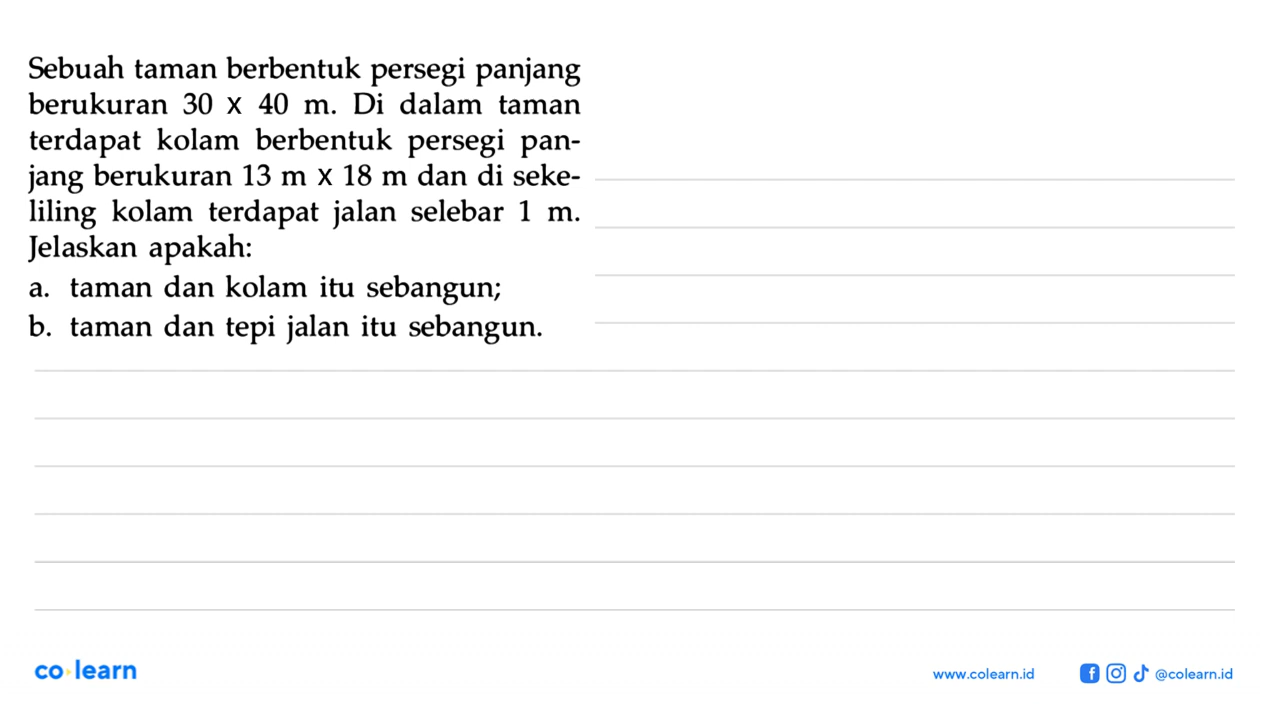 Sebuah taman berbentuk persegi panjang
berukuran 30 x 40 m. Di dalam taman
terdapat kolam berbentuk persegi pan-
jang berukuran 13 m x 18 m dan di seke-
liling kolam terdapat jalan selebar 1 m.
Jelaskan apakah:
a. taman dan kolam itu sebangun;
b. taman dan tepi jalan itu sebangun.
co learn
www.colearn.id
@colearn.id